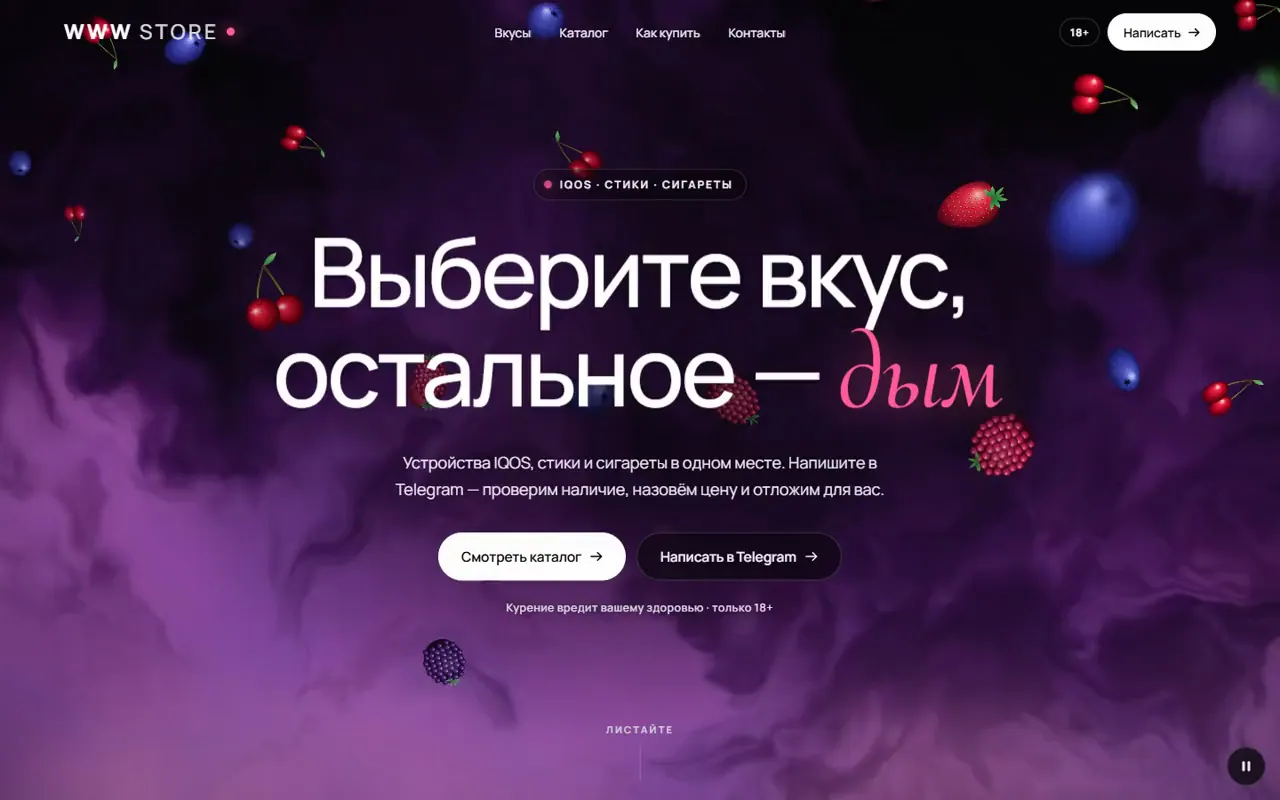 WWW STORE
Вкусы
Каталог
Как купить
Контакты
18+
Написать →
IQOS · СТИКИ · СИГАРЕТЫ
Выберите вкус,
остальное — дым
Устройства IQOS, стики и сигареты в одном месте. Напишите в
Telegram — проверим наличие, назовём цену и отложим для вас.
Смотреть каталог →
Написать в Telegram →
Курение вредит вашему здоровью · только 18+
ЛИСТАЙТЕ